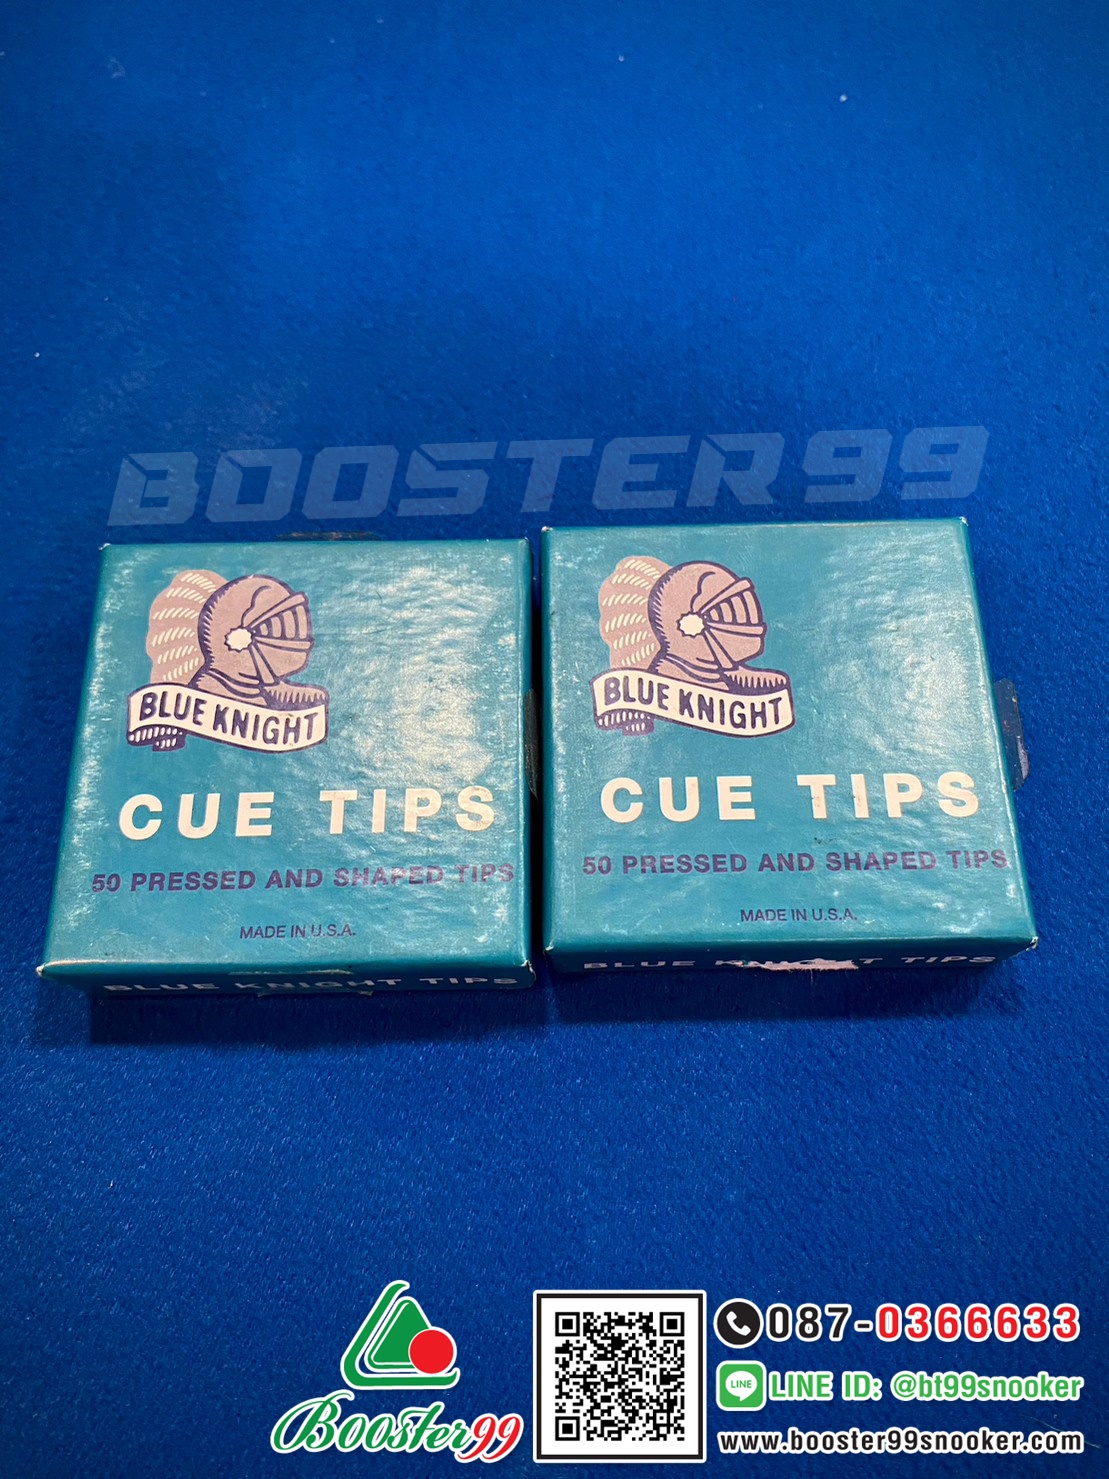 BOOSTER99
BLUE KNIGHT
CUE TIPS
50 PRESSED AND SHAPED TIPS
MADE IN U.S.A.
BLUE KNIGHT TIPS
BLUE KNIGHT
CUE TIPS
50 PRESSED AND SHAPED TIPS
MADE IN U.S.A.
BLUE KNIGHT TIPS
Booster99
087-0366633
LINE
LINE ID: @bt99snooker
www.booster99snooker.com